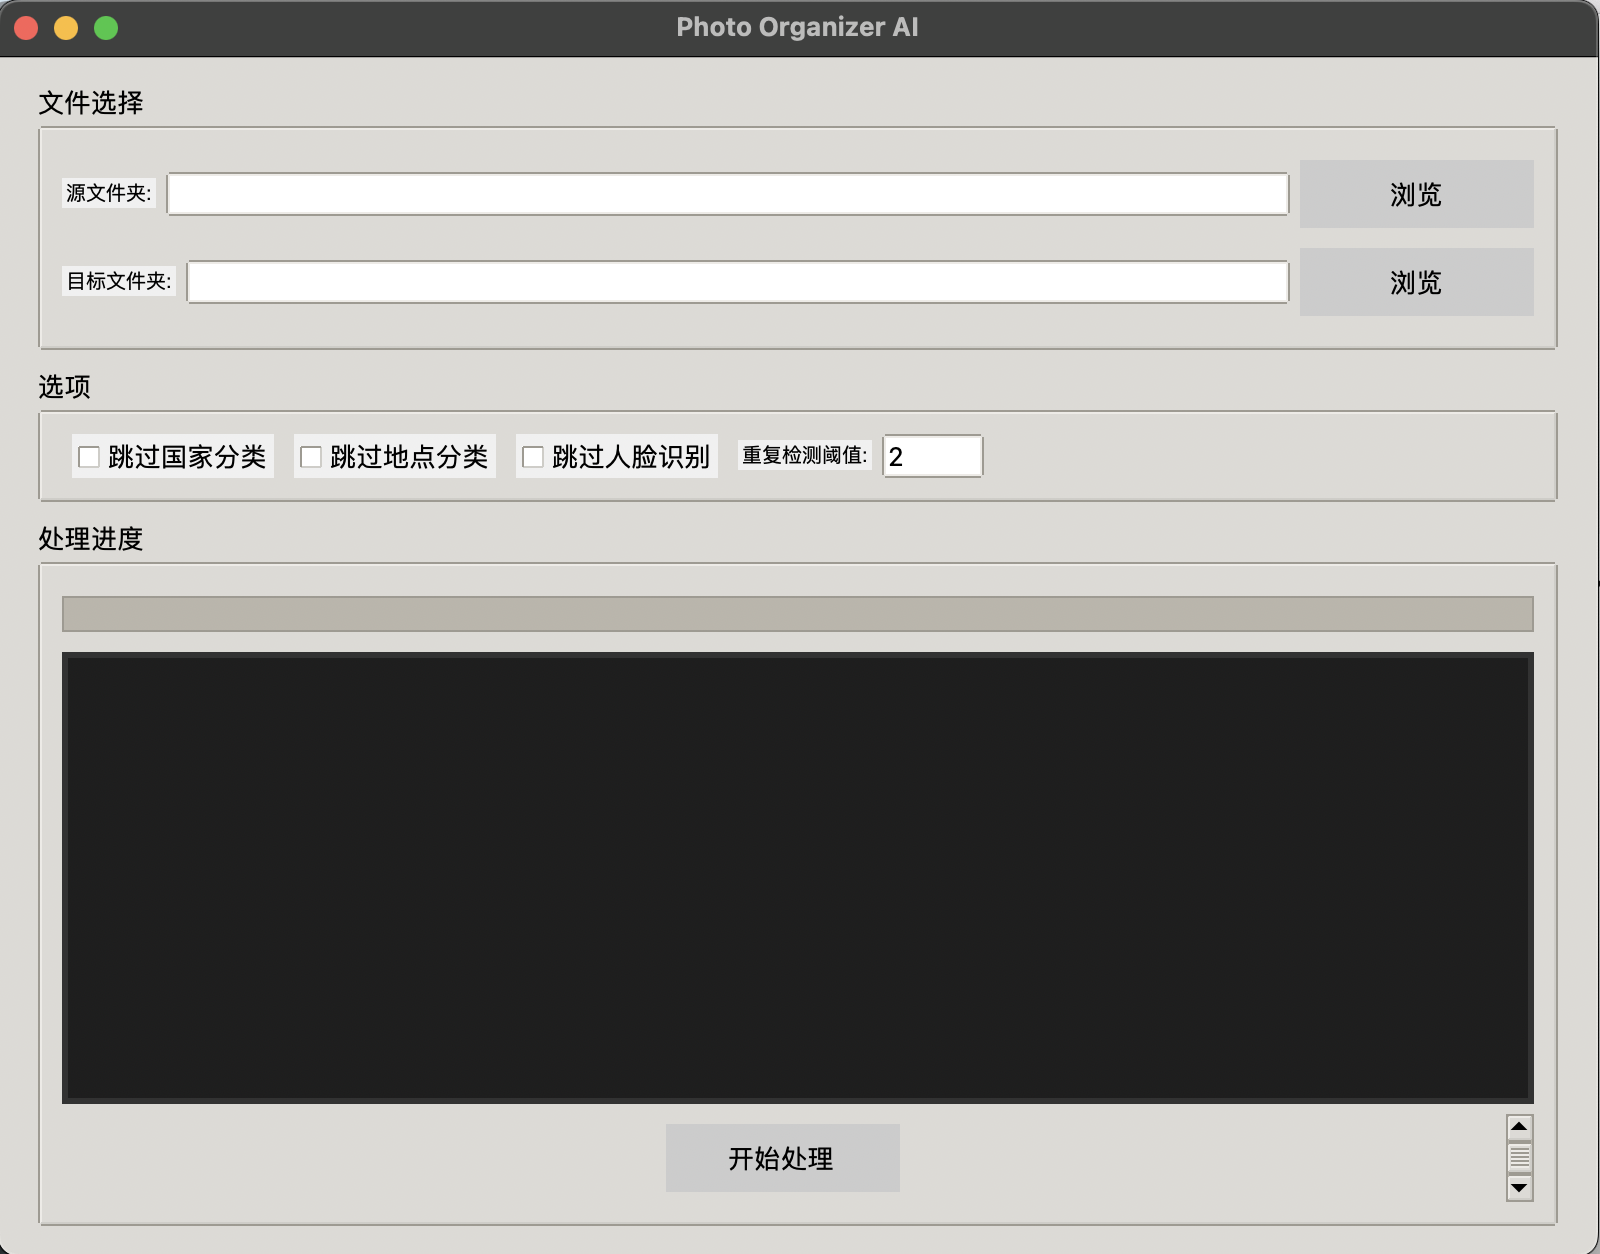 Photo Organizer AI
文件选择
源文件夹: 浏览
目标文件夹: 浏览
选项
跳过国家分类 跳过地点分类 跳过人脸识别 重复检测阈值: 2
处理进度
开始处理